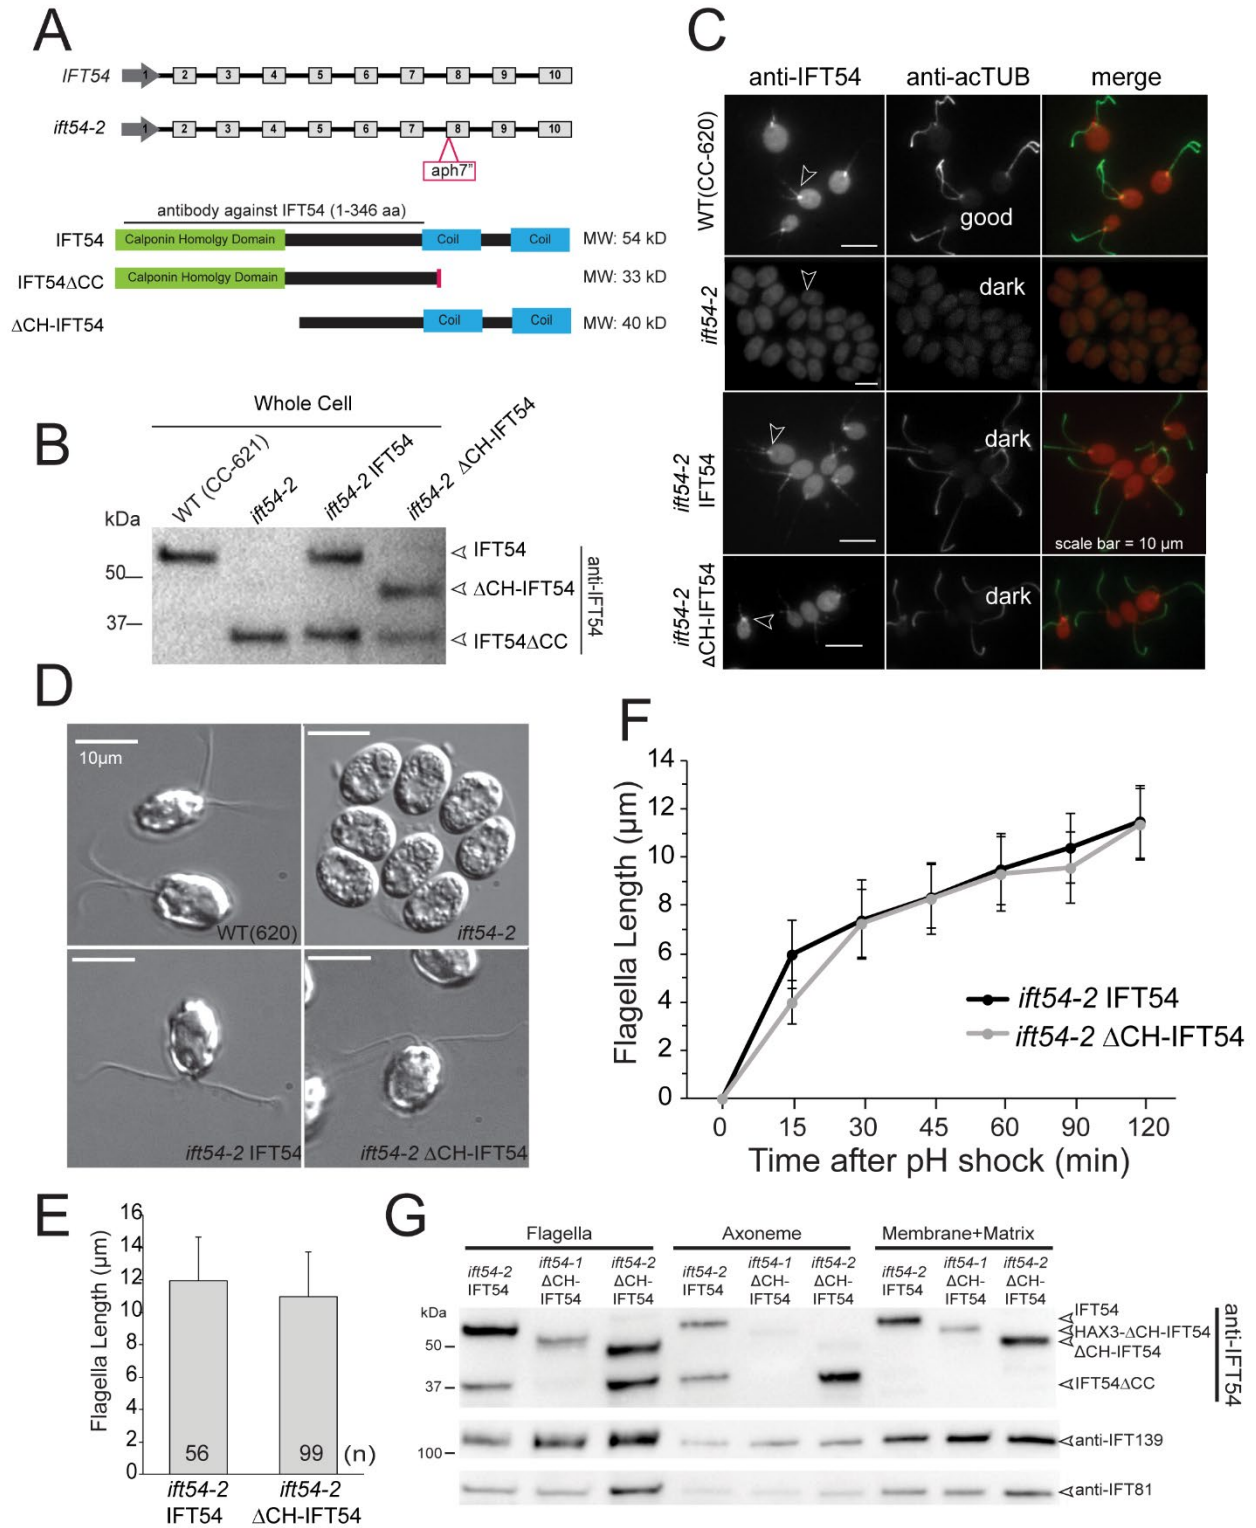 A
IFT54
1 2 3 4 5 6 7 8 9 10
ift54-2
1 2 3 4 5 6 7 8 9 10
aph7"
antibody against IFT54 (1-346 aa)
IFT54 Calponin Homolgy Domain Coil Coil MW: 54 kD
IFT54ΔCC Calponin Homolgy Domain MW: 33 kD
ΔCH-IFT54 Coil Coil MW: 40 kD
B
Whole Cell
WT (CC-621)
ift54-2
ift54-2 IFT54
ift54-2 ΔCH-IFT54
kDa
50
37
IFT54
ΔCH-IFT54
IFT54ΔCC
anti-IFT54
C
anti-IFT54 anti-acTUB merge
WT(CC-620)
good
ift54-2
dark
ift54-2
IFT54
dark
scale bar = 10 µm
ift54-2
ΔCH-IFT54
dark
D
10µm
WT(620)
ift54-2
ift54-2 IFT54
ift54-2 ΔCH-IFT54
E
Flagella Length (µm)
16
14
12
10
8
6
4
2
0
56 99 (n)
ift54-2 ift54-2
IFT54 ΔCH-IFT54
F
Flagella Length (µm)
14
12
10
8
6
4
2
0
ift54-2 IFT54
ift54-2 ΔCH-IFT54
0 15 30 45 60 90 120
Time after pH shock (min)
G
Flagella Axoneme Membrane+Matrix
ift54-2 ift54-1 ift54-2 ift54-2 ift54-1 ift54-2 ift54-2 ift54-1 ift54-2
IFT54 ΔCH- ΔCH- IFT54 ΔCH- ΔCH- IFT54 ΔCH- ΔCH-
IFT54 IFT54 IFT54 IFT54 IFT54 IFT54
kDa
50
37
100
IFT54
HAX3-ΔCH-IFT54
ΔCH-IFT54
IFT54ΔCC
anti-IFT54
anti-IFT139
anti-IFT81